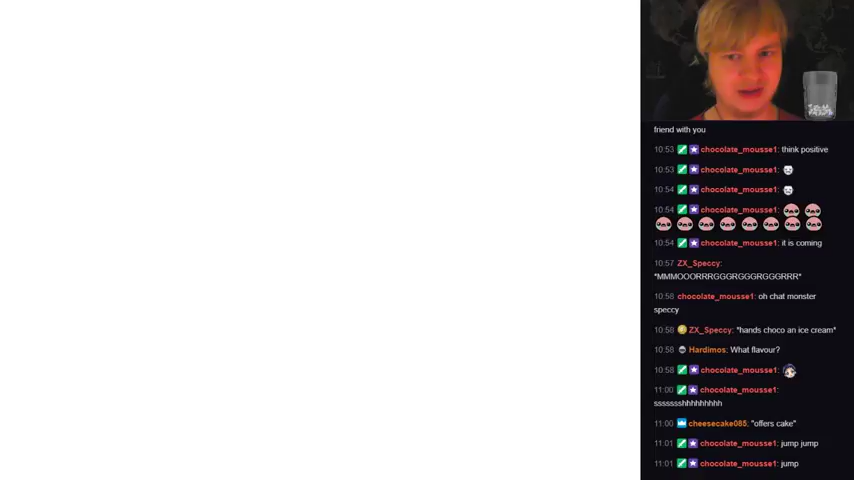 friend with you
10:53 chocolate_mousse1: think positive
10:53 chocolate_mousse1:
10:54 chocolate_mousse1:
10:54 chocolate_mousse1:
10:54 chocolate_mousse1: it is coming
10:57 ZX_Speccy:
*MMMOOORRRGGGRGGGRGGGRRR*
10:58 chocolate_mousse1: oh chat monster
speccy
10:58 ZX_Speccy: *hands choco an ice cream*
10:58 Hardimos: What flavour?
10:58 chocolate_mousse1:
11:00 chocolate_mousse1:
ssssssshhhhhhhhh
11:00 cheesecake085: "offers cake"
11:01 chocolate_mousse1: jump jump
11:01 chocolate_mousse1: jump